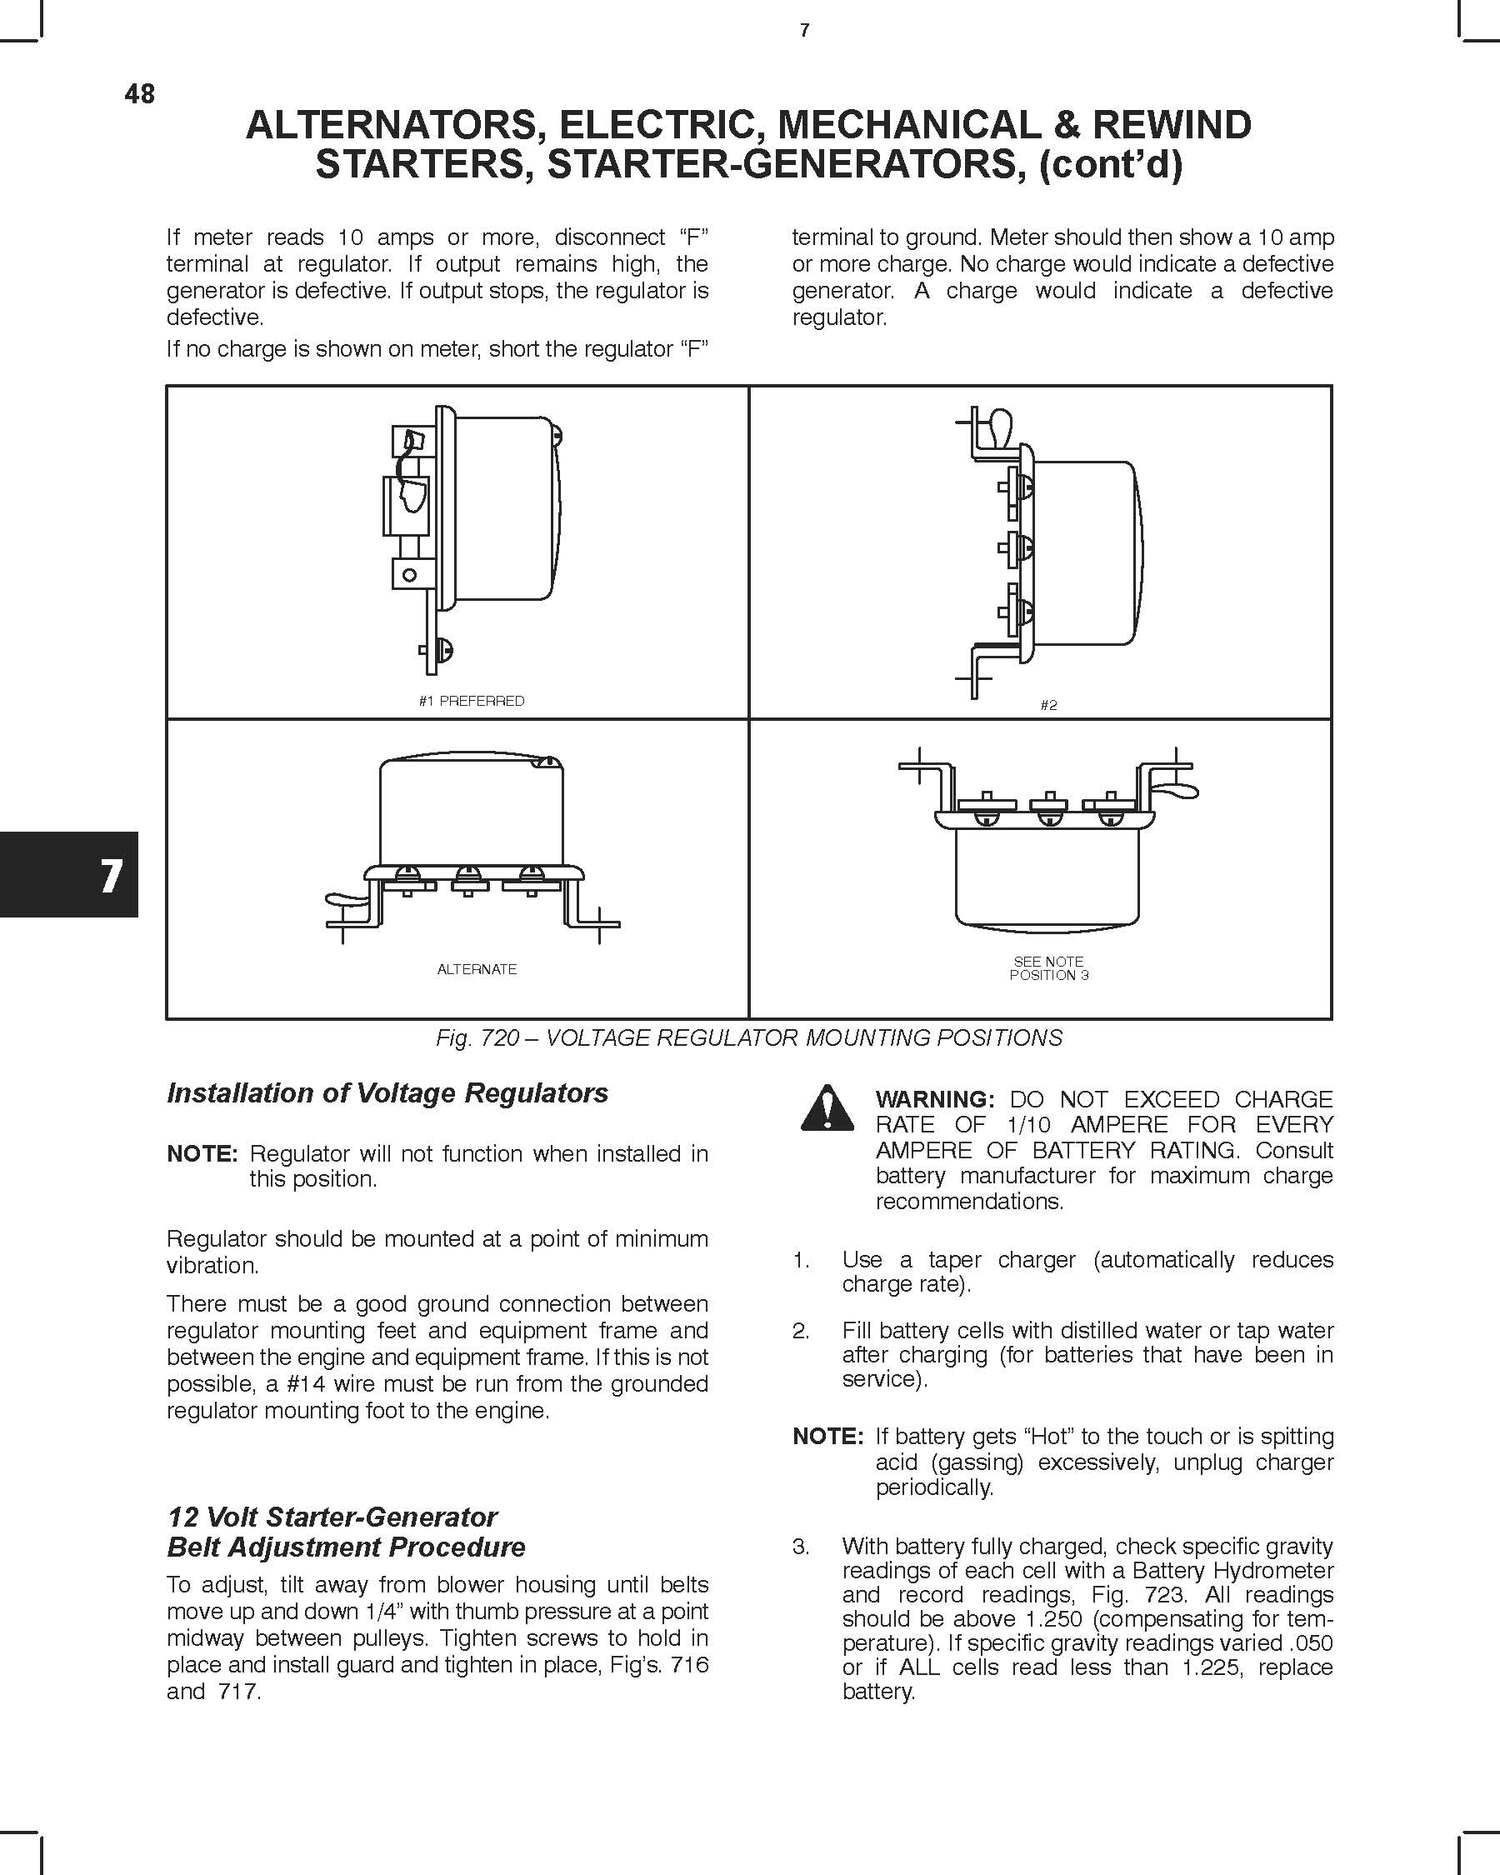 7
48
ALTERNATORS, ELECTRIC, MECHANICAL & REWIND
STARTERS, STARTER-GENERATORS, (cont’d)
If meter reads 10 amps or more, disconnect “F”
terminal at regulator. If output remains high, the
generator is defective. If output stops, the regulator is
defective.
If no charge is shown on meter, short the regulator “F”
terminal to ground. Meter should then show a 10 amp
or more charge. No charge would indicate a defective
generator. A charge would indicate a defective
regulator.
#1 PREFERRED
#2
ALTERNATE
SEE NOTE
POSITION 3
7
Fig. 720 – VOLTAGE REGULATOR MOUNTING POSITIONS
Installation of Voltage Regulators
NOTE: Regulator will not function when installed in
this position.
Regulator should be mounted at a point of minimum
vibration.
There must be a good ground connection between
regulator mounting feet and equipment frame and
between the engine and equipment frame. If this is not
possible, a #14 wire must be run from the grounded
regulator mounting foot to the engine.
12 Volt Starter-Generator
Belt Adjustment Procedure
To adjust, tilt away from blower housing until belts
move up and down 1/4” with thumb pressure at a point
midway between pulleys. Tighten screws to hold in
place and install guard and tighten in place, Fig’s. 716
and 717.
WARNING: DO NOT EXCEED CHARGE
RATE OF 1/10 AMPERE FOR EVERY
AMPERE OF BATTERY RATING. Consult
battery manufacturer for maximum charge
recommendations.
1. Use a taper charger (automatically reduces
charge rate).
2. Fill battery cells with distilled water or tap water
after charging (for batteries that have been in
service).
NOTE: If battery gets “Hot” to the touch or is spitting
acid (gassing) excessively, unplug charger
periodically.
3. With battery fully charged, check specific gravity
readings of each cell with a Battery Hydrometer
and record readings, Fig. 723. All readings
should be above 1.250 (compensating for tem-
perature). If specific gravity readings varied .050
or if ALL cells read less than 1.225, replace
battery.